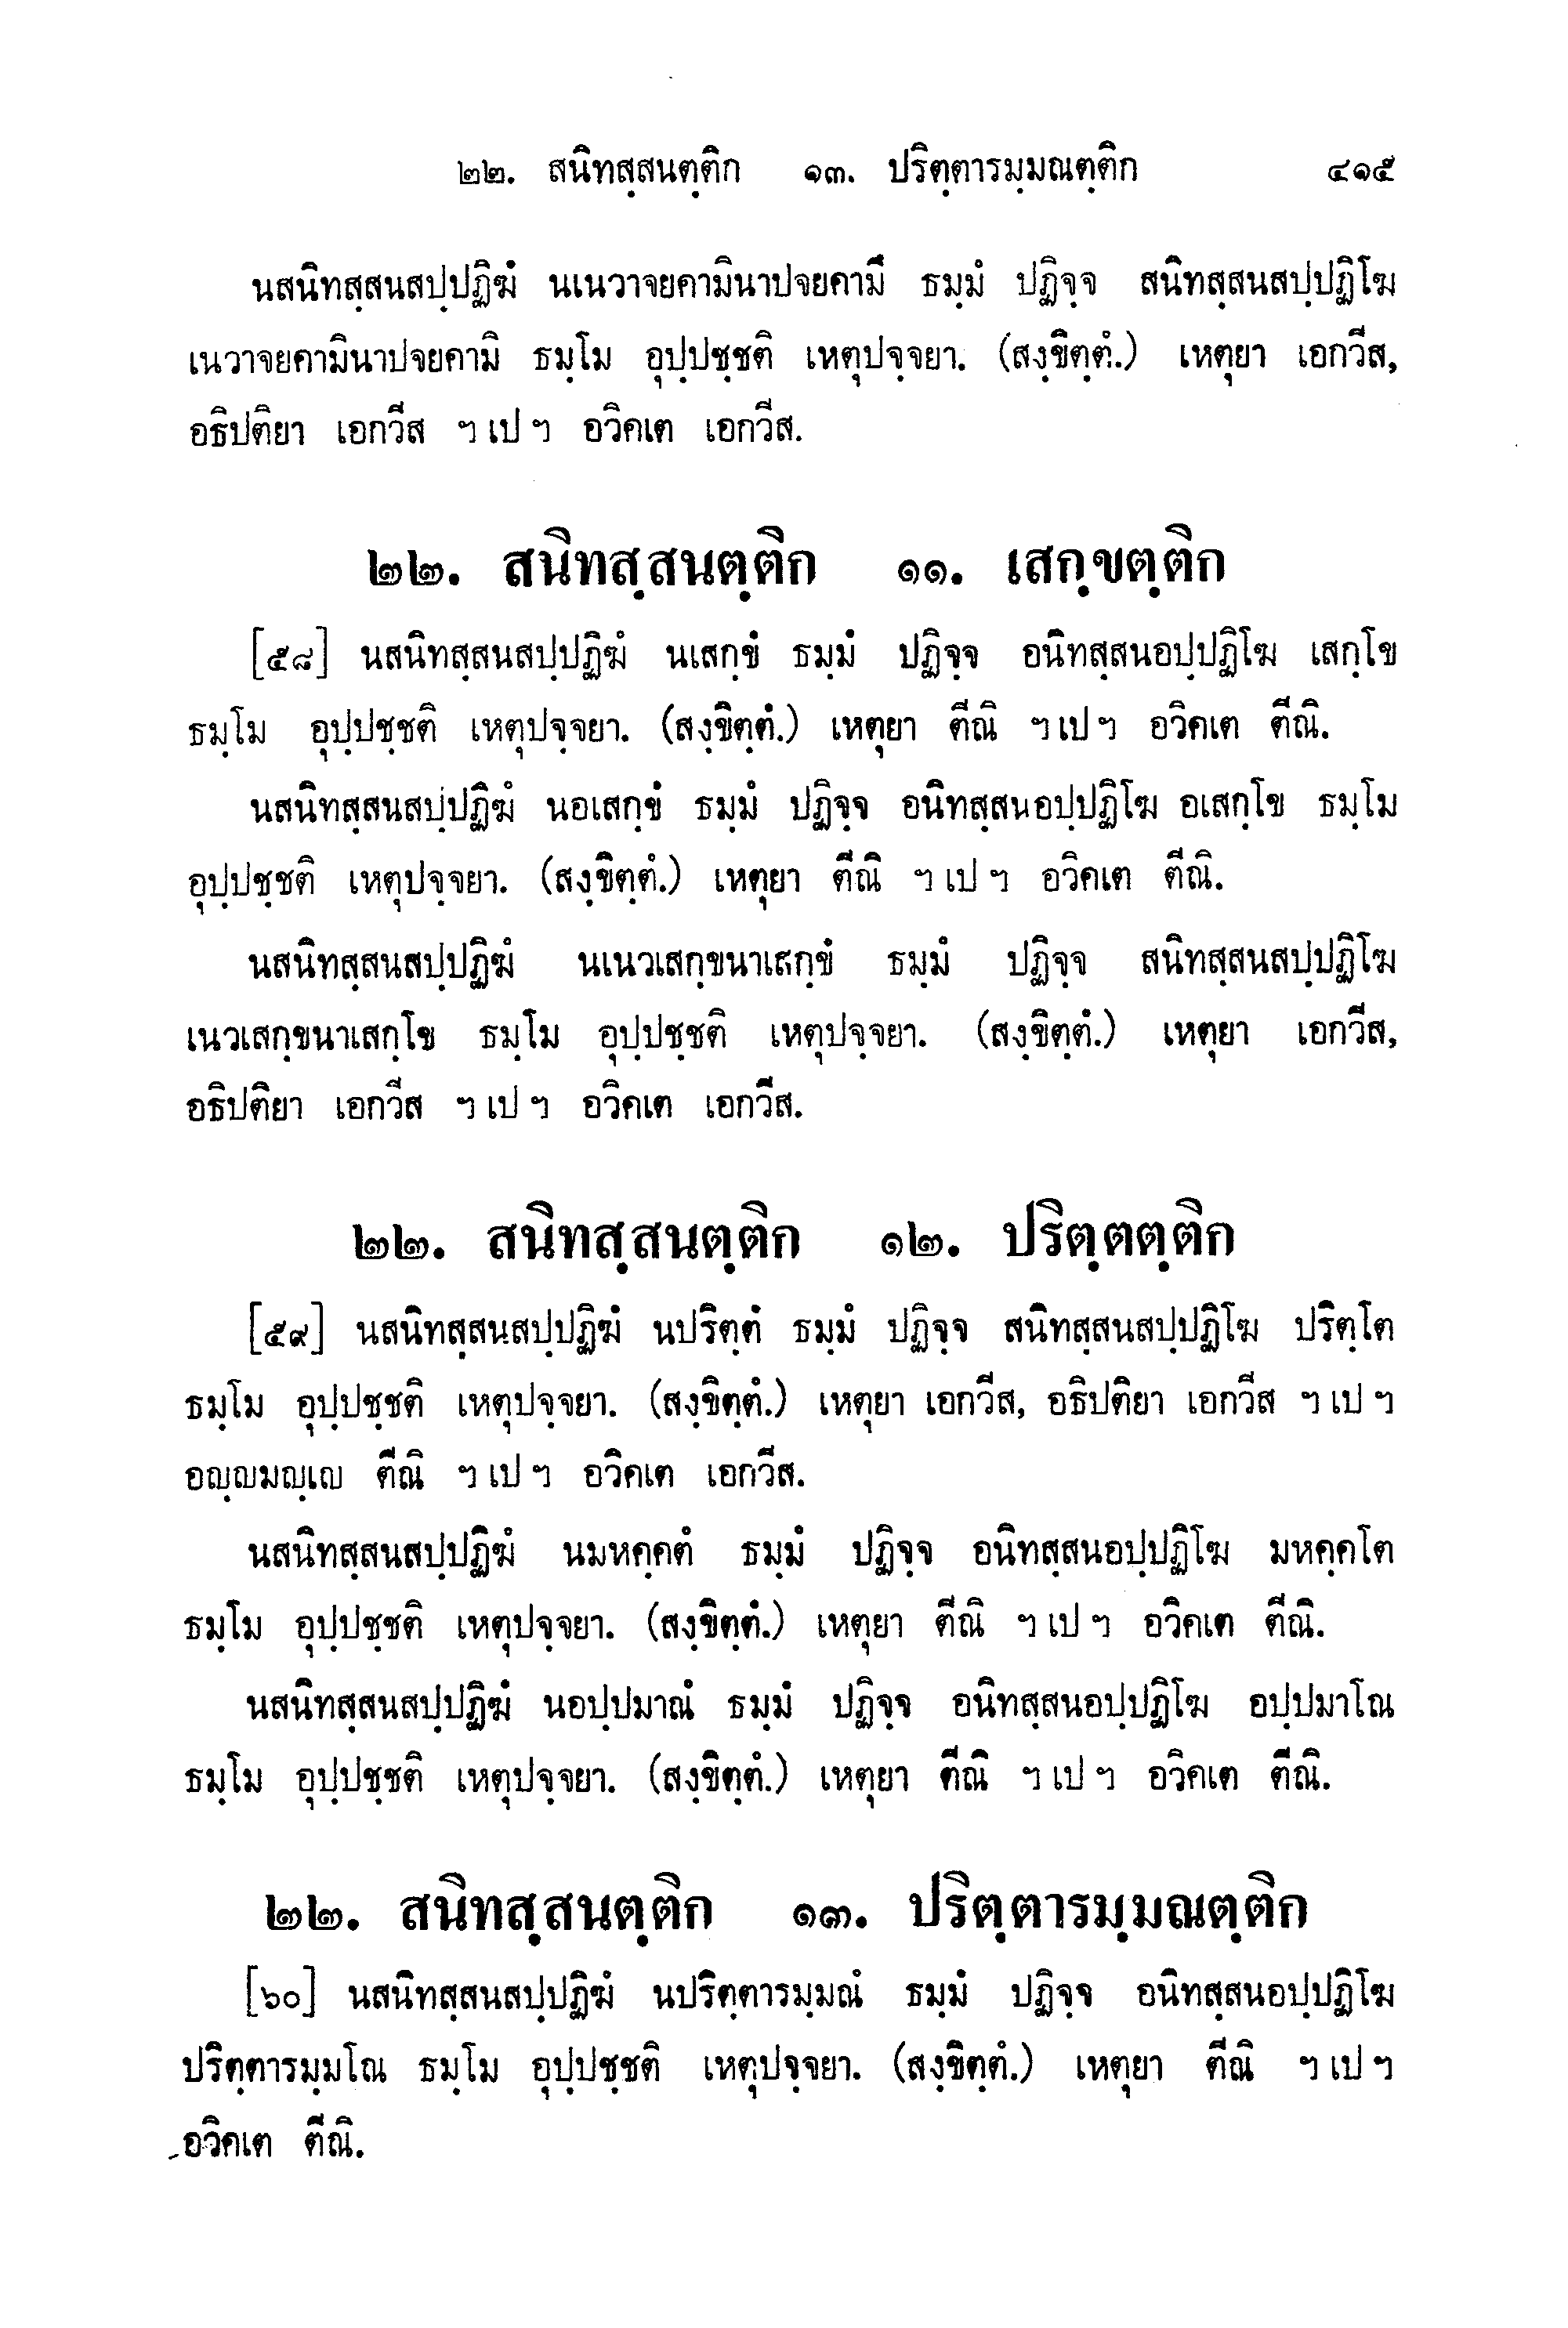 ๒๒. สนิทสฺสนตฺติก ๑๓. ปริตฺตารมฺมณตฺติก ๔๑๕
นสนิทสฺสนสปฺปฏิฆํ นเนวาจยคามินาปจยคามึ ธมฺมํ ปฏิจฺจ สนิทสฺสนสปฺปฏิโฆ
เนวาจยคามินาปจยคามิ ธมฺโม อุปฺปชฺชติ เหตุปจฺจยา. (สงฺขิตฺตํ.) เหตุยา เอกวีส,
อธิปติยา เอกวีส ฯ เป ฯ อวิคเต เอกวีส.
๒๒. สนิทสฺสนตฺติก ๑๑. เสกฺขตฺติก
[๕๘] นสนิทสฺสนสปฺปฏิฆํ นเสกฺขํ ธมฺมํ ปฏิจฺจ อนิทสฺสนอปฺปฏิโฆ เสกฺโข
ธมฺโม อุปฺปชฺชติ เหตุปจฺจยา. (สงฺขิตฺตํ.) เหตุยา ตีณิ ฯ เป ฯ อวิคเต ตีณิ.
นสนิทสฺสนสปฺปฏิฆํ นอเสกฺขํ ธมฺมํ ปฏิจฺจ อนิทสฺสนอปฺปฏิโฆ อเสกฺโข ธมฺโม
อุปฺปชฺชติ เหตุปจฺจยา. (สงฺขิตฺตํ.) เหตุยา ตีณิ ฯ เป ฯ อวิคเต ตีณิ.
นสนิทสฺสนสปฺปฏิฆํ นเนวเสกฺขนาเสกฺขํ ธมฺมํ ปฏิจฺจ สนิทสฺสนสปฺปฏิโฆ
เนวเสกฺขนาเสกฺโข ธมฺโม อุปฺปชฺชติ เหตุปจฺจยา. (สงฺขิตฺตํ.) เหตุยา เอกวีส,
อธิปติยา เอกวีส ฯ เป ฯ อวิคเต เอกวีส.
๒๒. สนิทสฺสนตฺติก ๑๒. ปริตฺตตฺติก
[๕๙] นสนิทสฺสนสปฺปฏิฆํ นปริตฺตํ ธมฺมํ ปฏิจฺจ สนิทสฺสนสปฺปฏิโฆ ปริตฺโต
ธมฺโม อุปฺปชฺชติ เหตุปจฺจยา. (สงฺขิตฺตํ.) เหตุยา เอกวีส, อธิปติยา เอกวีส ฯ เป ฯ
อญฺญมญฺเญ ตีณิ ฯ เป ฯ อวิคเต เอกวีส.
นสนิทสฺสนสปฺปฏิฆํ นมหคฺคตํ ธมฺมํ ปฏิจฺจ อนิทสฺสนอปฺปฏิโฆ มหคฺคโต
ธมฺโม อุปฺปชฺชติ เหตุปจฺจยา. (สงฺขิตฺตํ.) เหตุยา ตีณิ ฯ เป ฯ อวิคเต ตีณิ.
นสนิทสฺสนสปฺปฏิฆํ นอปฺปมาณํ ธมฺมํ ปฏิจฺจ อนิทสฺสนอปฺปฏิโฆ อปฺปมาโณ
ธมฺโม อุปฺปชฺชติ เหตุปจฺจยา. (สงฺขิตฺตํ.) เหตุยา ตีณิ ฯ เป ฯ อวิคเต ตีณิ.
๒๒. สนิทสฺสนตฺติก ๑๓. ปริตฺตารมฺมณตฺติก
[๖๐] นสนิทสฺสนสปฺปฏิฆํ นปริตฺตารมฺมณํ ธมฺมํ ปฏิจฺจ อนิทสฺสนอปฺปฏิโฆ
ปริตฺตารมฺมโณ ธมฺโม อุปฺปชฺชติ เหตุปจฺจยา. (สงฺขิตฺตํ.) เหตุยา ตีณิ ฯ เป ฯ
อวิคเต ตีณิ.